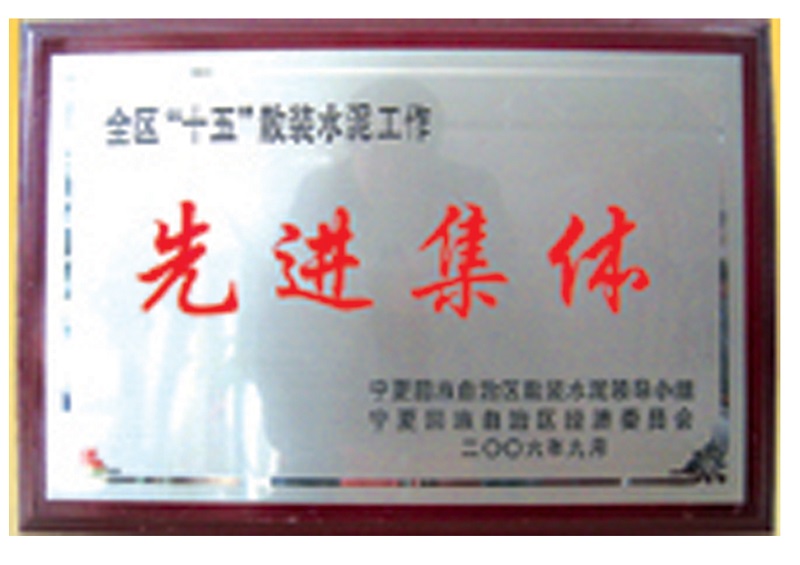 全区“十五”散装水泥工作
先进集体
宁夏回族自治区散装水泥领导小组
宁夏回族自治区经济委员会
二〇〇六年九月